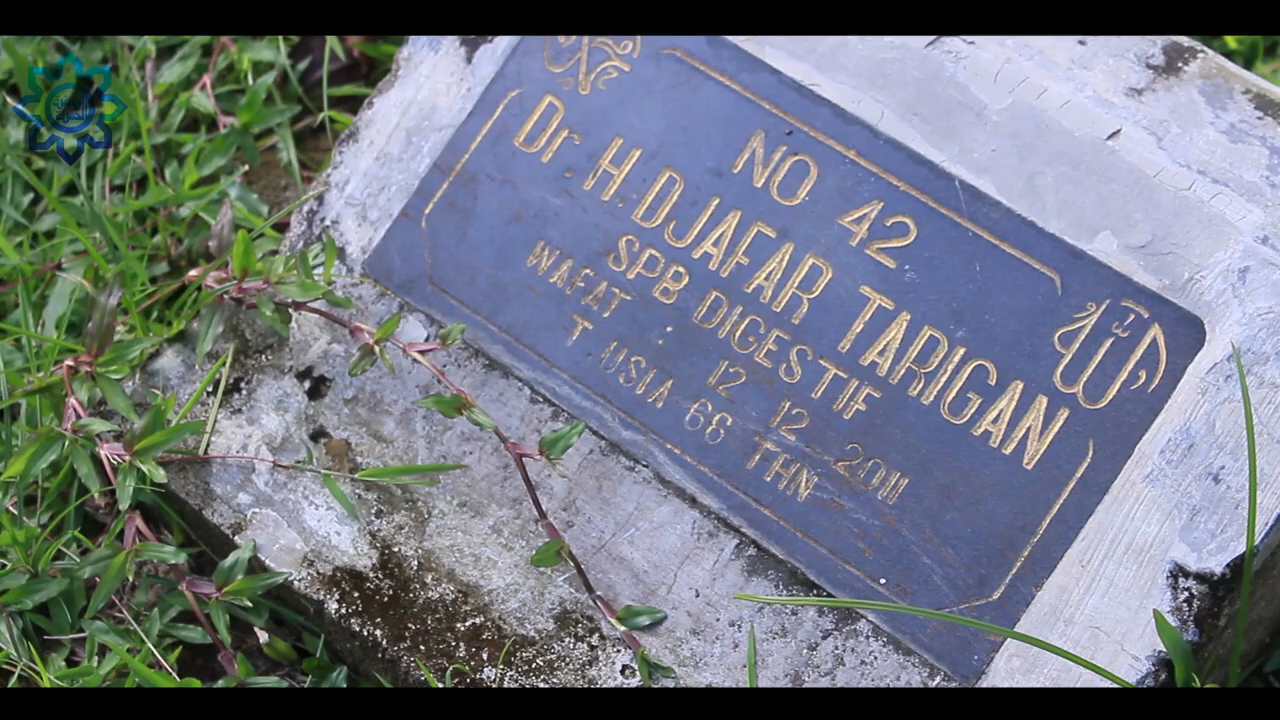 NO 42
Dr. H. DJAFAR TARIGAN
SPB DIGESTIF
WAFAT : 12 12 2011
T. USIA 66 THN